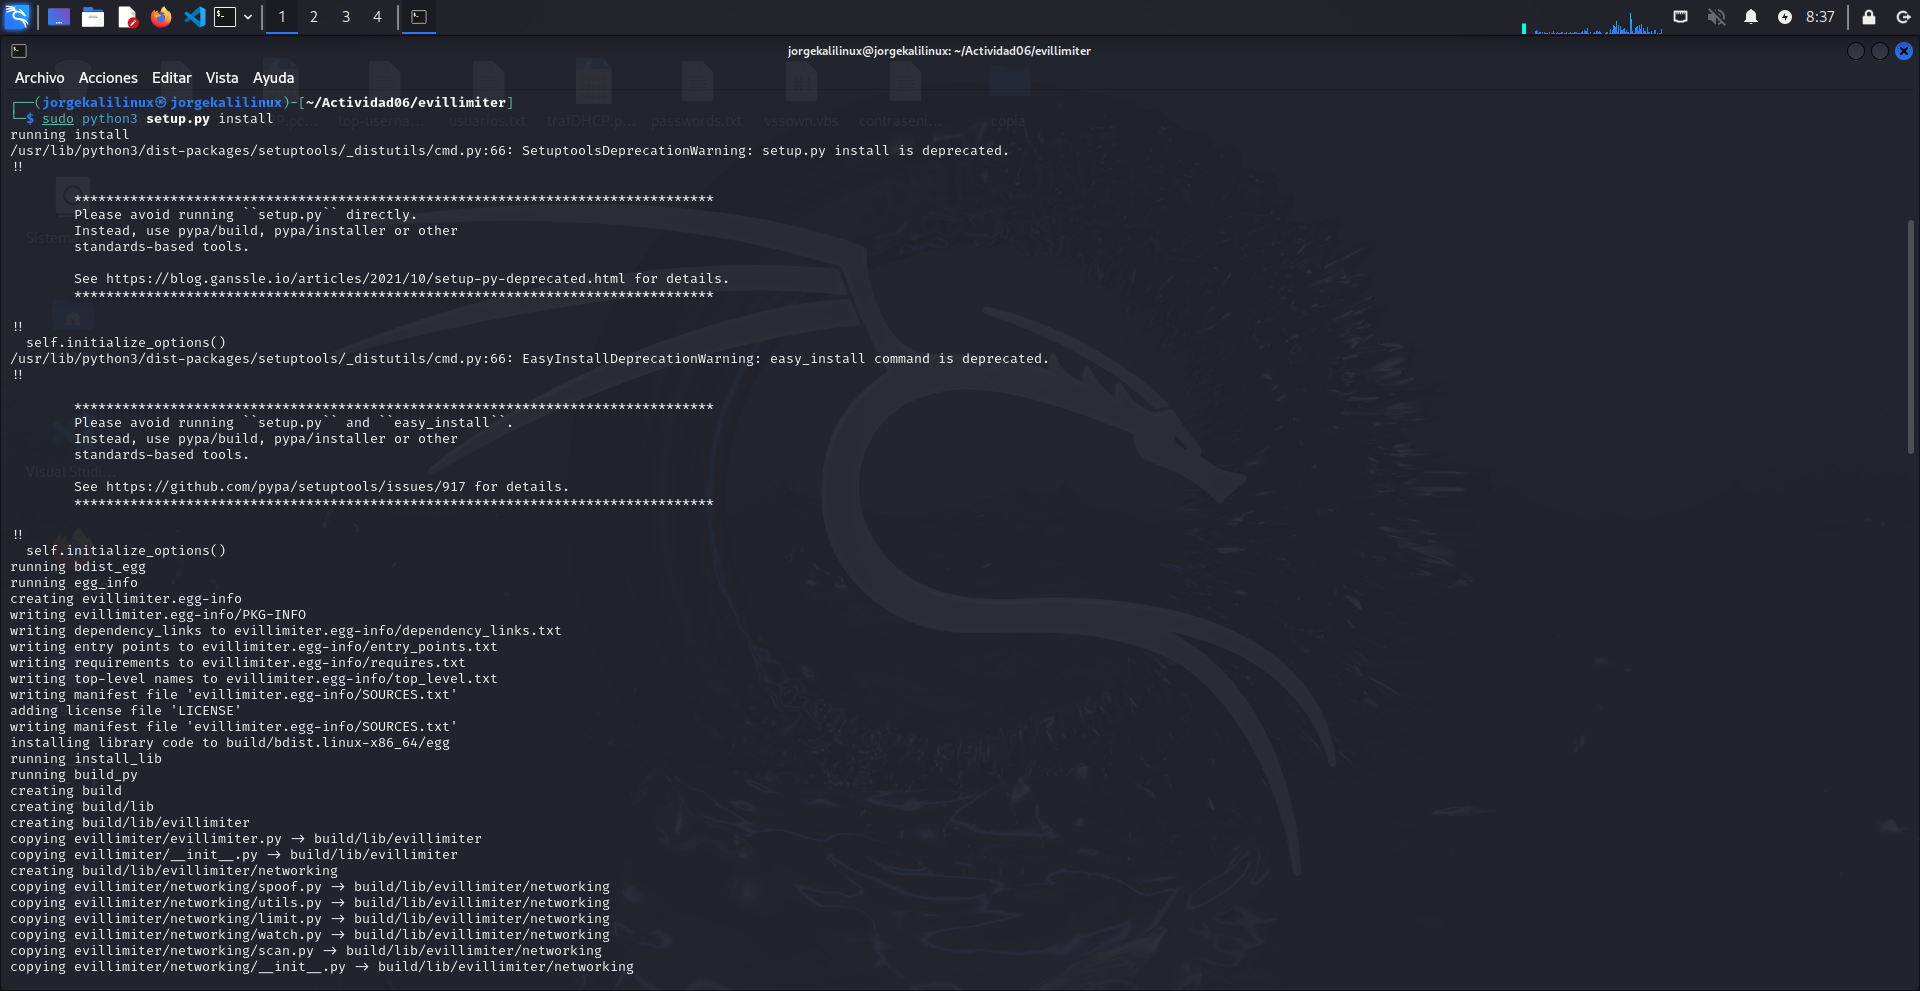 1 2 3 4
8:37
jorgekalilinux@jorgekalilinux: ~/Actividad06/evillimiter
Archivo Acciones Editar Vista Ayuda
┌──(jorgekalilinux㉿jorgekalilinux)-[~/Actividad06/evillimiter]
└─$ sudo python3 setup.py install
top-userna... usuarios.txt trafDHCP.p... passwords.txt vssown.vbs contraseni... copia
running install
/usr/lib/python3/dist-packages/setuptools/_distutils/cmd.py:66: SetuptoolsDeprecationWarning: setup.py install is deprecated.
!!
********************************************************************************
Please avoid running ``setup.py`` directly.
Instead, use pypa/build, pypa/installer or other
standards-based tools.
See https://blog.ganssle.io/articles/2021/10/setup-py-deprecated.html for details.
********************************************************************************
!!
self.initialize_options()
/usr/lib/python3/dist-packages/setuptools/_distutils/cmd.py:66: EasyInstallDeprecationWarning: easy_install command is deprecated.
!!
********************************************************************************
Please avoid running ``setup.py`` and ``easy_install``.
Instead, use pypa/build, pypa/installer or other
standards-based tools.
Visual Studi...
See https://github.com/pypa/setuptools/issues/917 for details.
********************************************************************************
!!
self.initialize_options()
running bdist_egg
running egg_info
creating evillimiter.egg-info
writing evillimiter.egg-info/PKG-INFO
writing dependency_links to evillimiter.egg-info/dependency_links.txt
writing entry points to evillimiter.egg-info/entry_points.txt
writing requirements to evillimiter.egg-info/requires.txt
writing top-level names to evillimiter.egg-info/top_level.txt
writing manifest file 'evillimiter.egg-info/SOURCES.txt'
adding license file 'LICENSE'
writing manifest file 'evillimiter.egg-info/SOURCES.txt'
installing library code to build/bdist.linux-x86_64/egg
running install_lib
running build_py
creating build
creating build/lib
creating build/lib/evillimiter
copying evillimiter/evillimiter.py → build/lib/evillimiter
copying evillimiter/__init__.py → build/lib/evillimiter
creating build/lib/evillimiter/networking
copying evillimiter/networking/spoof.py → build/lib/evillimiter/networking
copying evillimiter/networking/utils.py → build/lib/evillimiter/networking
copying evillimiter/networking/limit.py → build/lib/evillimiter/networking
copying evillimiter/networking/watch.py → build/lib/evillimiter/networking
copying evillimiter/networking/scan.py → build/lib/evillimiter/networking
copying evillimiter/networking/__init__.py → build/lib/evillimiter/networking